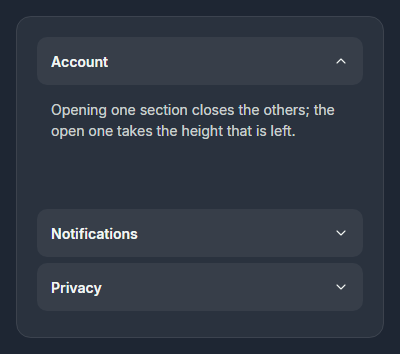 Account
Opening one section closes the others; the
open one takes the height that is left.
Notifications
Privacy